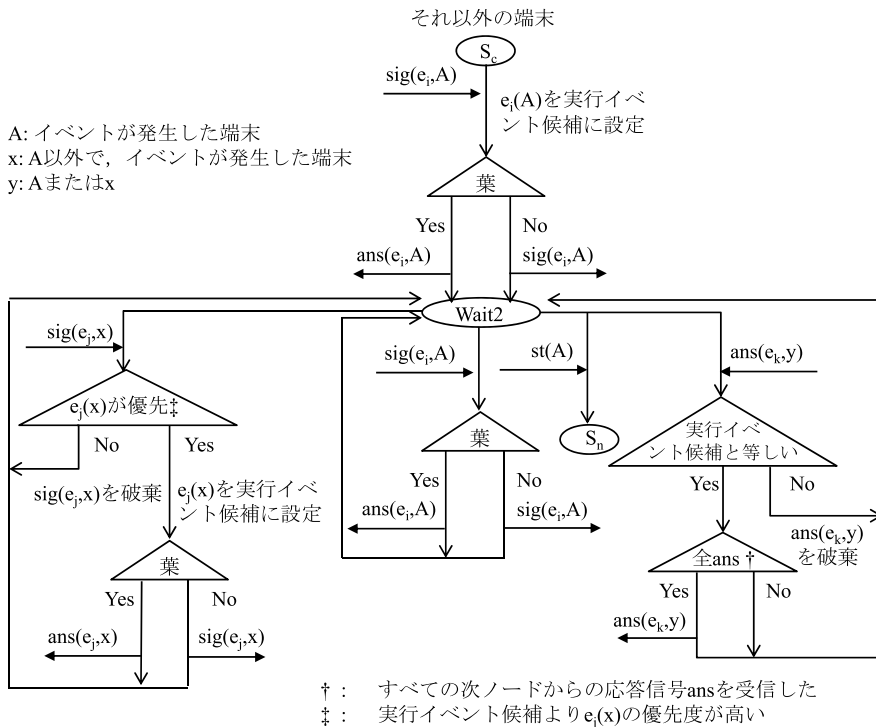 それ以外の端末
Sc
sig(ei,A)
ei(A)を実行イベ
ント候補に設定
A: イベントが発生した端末
x: A以外で，イベントが発生した端末
y: Aまたはx
葉
Yes
No
ans(ei,A)
sig(ei,A)
Wait2
sig(ej,x)
ej(x)が優先‡
No
Yes
sig(ej,x)を破棄
ej(x)を実行イベ
ント候補に設定
葉
Yes
No
ans(ej,x)
sig(ej,x)
sig(ei,A)
葉
Yes
No
ans(ei,A)
sig(ei,A)
st(A)
Sn
ans(ek,y)
実行イベ
ント候補と等しい
Yes
No
ans(ek,y)
を破棄
全ans †
Yes
No
ans(ek,y)
† : すべての次ノードからの応答信号ansを受信した
‡ : 実行イベント候補よりei(x)の優先度が高い